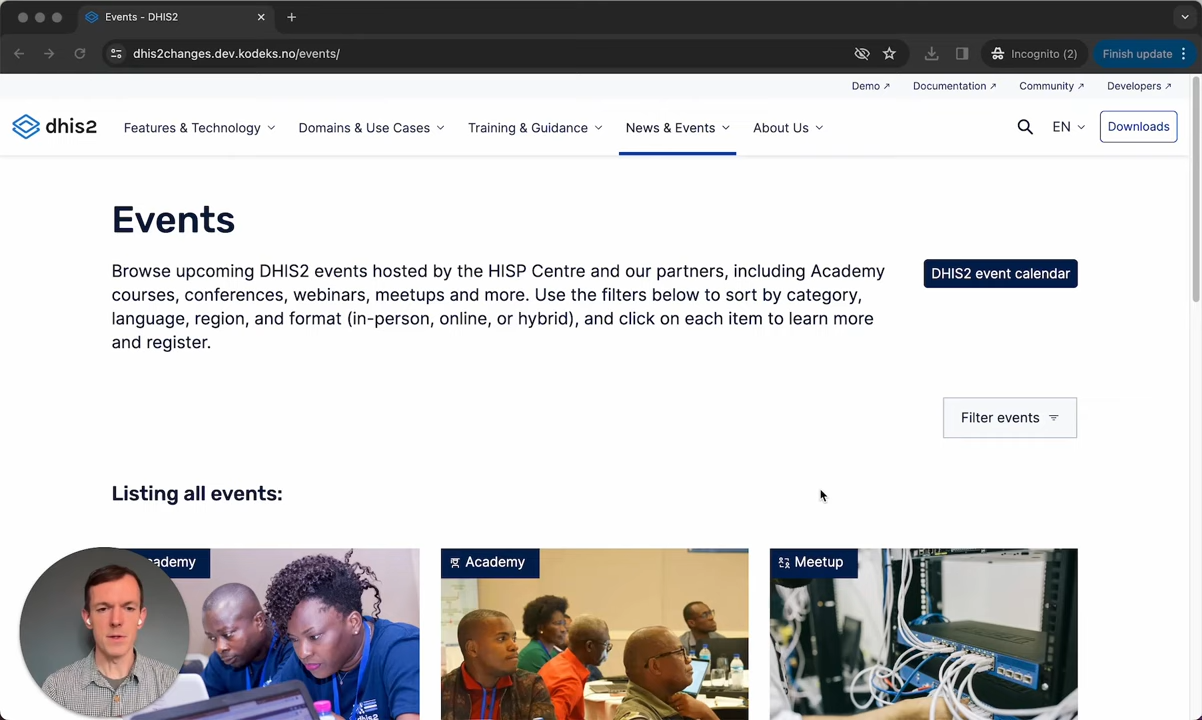 Events - DHIS2
dhis2changes.dev.kodeks.no/events/
Incognito (2)
Finish update
Demo ↗
Documentation ↗
Community ↗
Developers ↗
dhis2
Features & Technology
Domains & Use Cases
Training & Guidance
News & Events
About Us
EN
Downloads
Events
Browse upcoming DHIS2 events hosted by the HISP Centre and our partners, including Academy
courses, conferences, webinars, meetups and more. Use the filters below to sort by category,
language, region, and format (in-person, online, or hybrid), and click on each item to learn more
and register.
DHIS2 event calendar
Filter events
Listing all events:
ademy
Academy
Meetup
dhis2